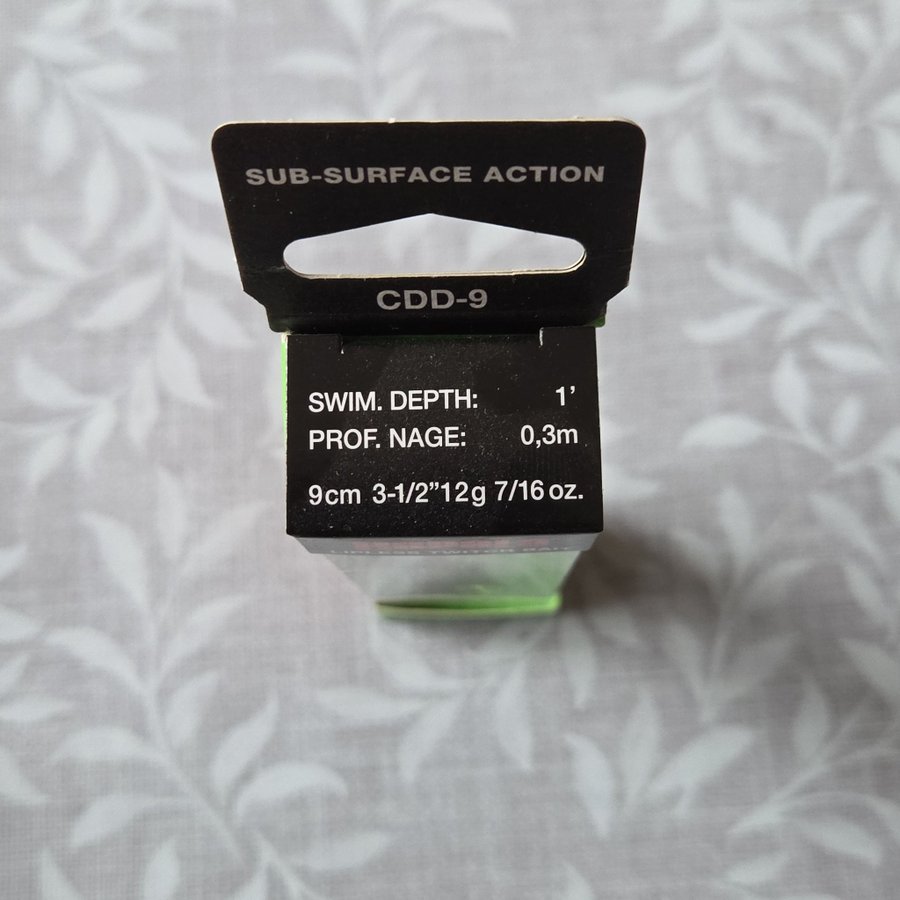 SUB-SURFACE ACTION
CDD-9
SWIM. DEPTH: 1'
PROF. NAGE: 0,3m
9cm 3-1/2"12g 7/16 oz.